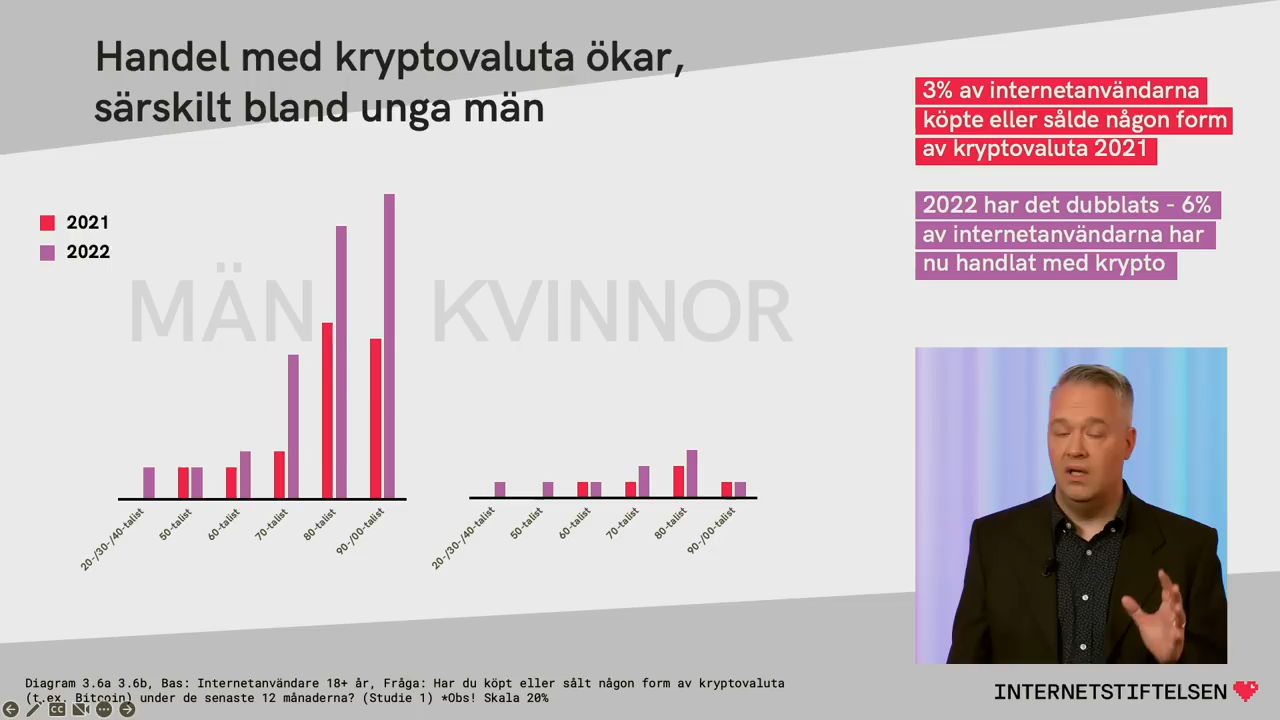 Handel med kryptovaluta ökar,
särskilt bland unga män
3% av internetanvändarna
köpte eller sålde någon form
av kryptovaluta 2021
2022 har det dubblats - 6%
av internetanvändarna har
nu handlat med krypto
2021
2022
MÄN
KVINNOR
20-/30-/40-talist
50-talist
60-talist
70-talist
80-talist
90-/00-talist
20-/30-/40-talist
50-talist
60-talist
70-talist
80-talist
90-/00-talist
Diagram 3.6a 3.6b, Bas: Internetanvändare 18+ år, Fråga: Har du köpt eller sålt någon form av kryptovaluta
(t.ex. Bitcoin) under de senaste 12 månaderna? (Studie 1) *Obs! Skala 20%
CC
INTERNETSTIFTELSEN